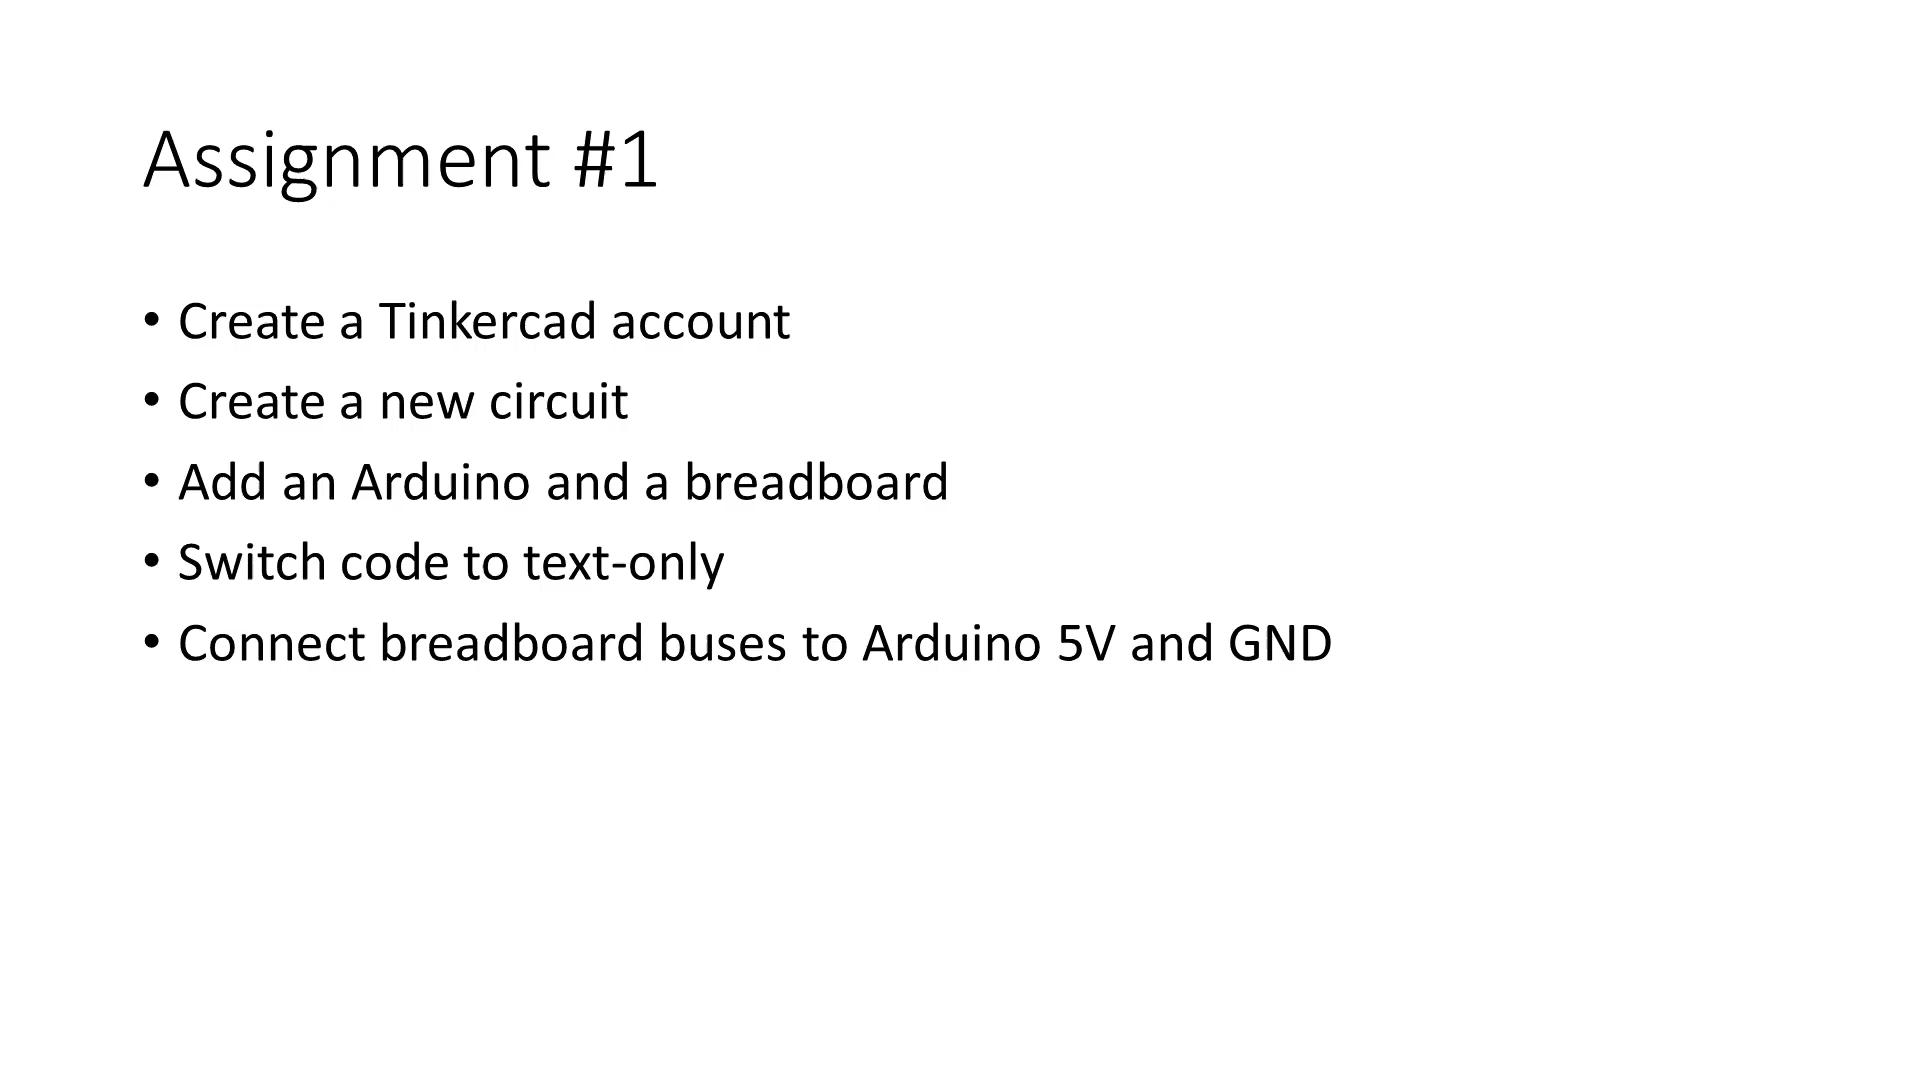 Assignment #1
• Create a Tinkercad account
• Create a new circuit
• Add an Arduino and a breadboard
• Switch code to text-only
• Connect breadboard buses to Arduino 5V and GND